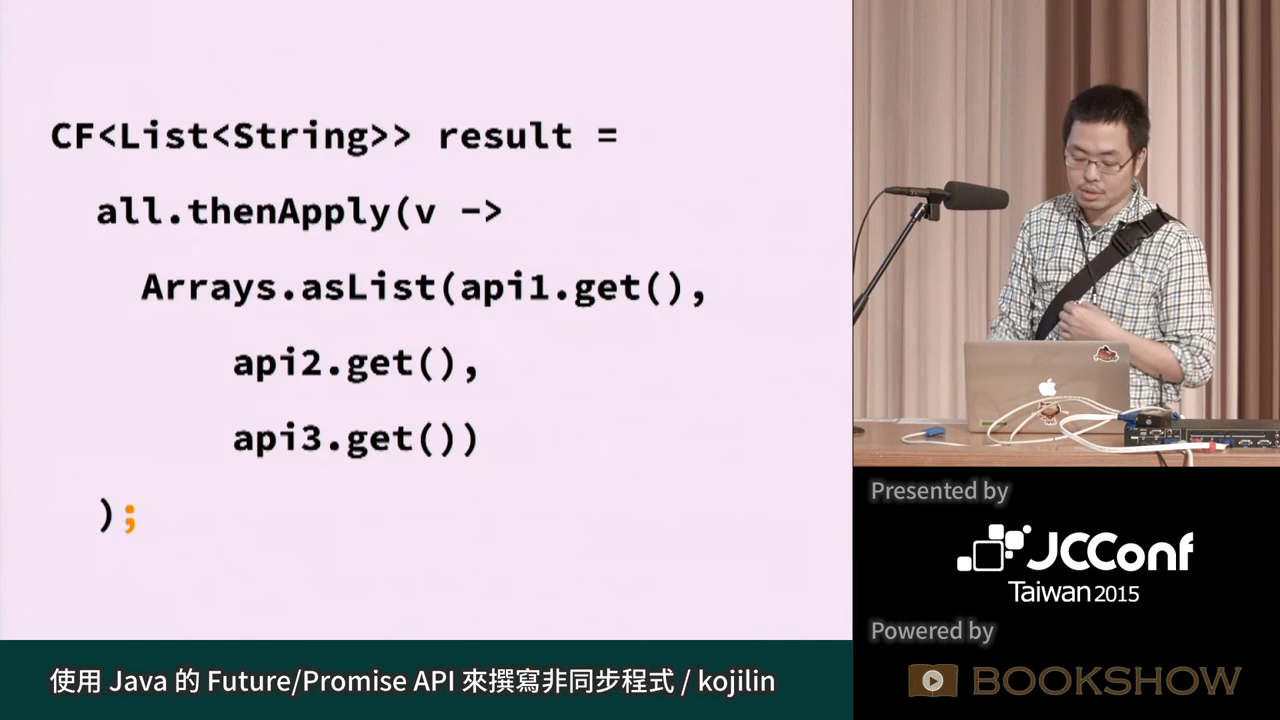 CF<List<String>> result =
all.thenApply(v ->
Arrays.asList(api1.get(),
api2.get(),
api3.get())
);
Presented by
JCConf
Taiwan 2015
Powered by
BOOKSHOW
使用 Java 的 Future/Promise API 來撰寫非同步程式 / kojilin